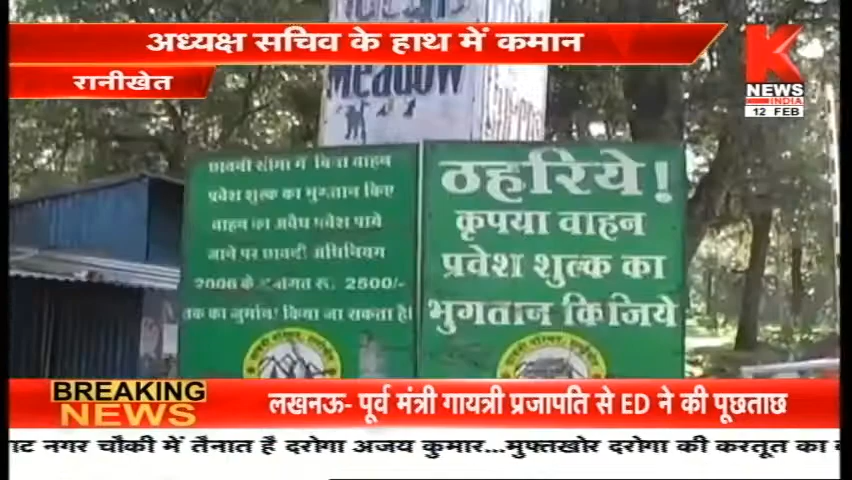 अध्यक्ष सचिव के हाथ में कमान
रानीखेत
K
NEWS
INDIA
12 FEB
Meadow
छावनी सीमा में बिना वाहन
प्रवेश शुल्क का भुगतान किए
वाहन का अवैध प्रवेश पाये
जाने पर छावनी अधिनियम
2006 के अन्तर्गत रू. 2500/-
तक का जुर्माना किया जा सकता है।
ठहरिये!
कृपया वाहन
प्रवेश शुल्क का
भुगतान किजिये
BREAKING
NEWS
लखनऊ- पूर्व मंत्री गायत्री प्रजापति से ED ने की पूछताछ
ाट नगर चौकी में तैनात है दरोगा अजय कुमार...मुफ्तखोर दरोगा की करतूत का